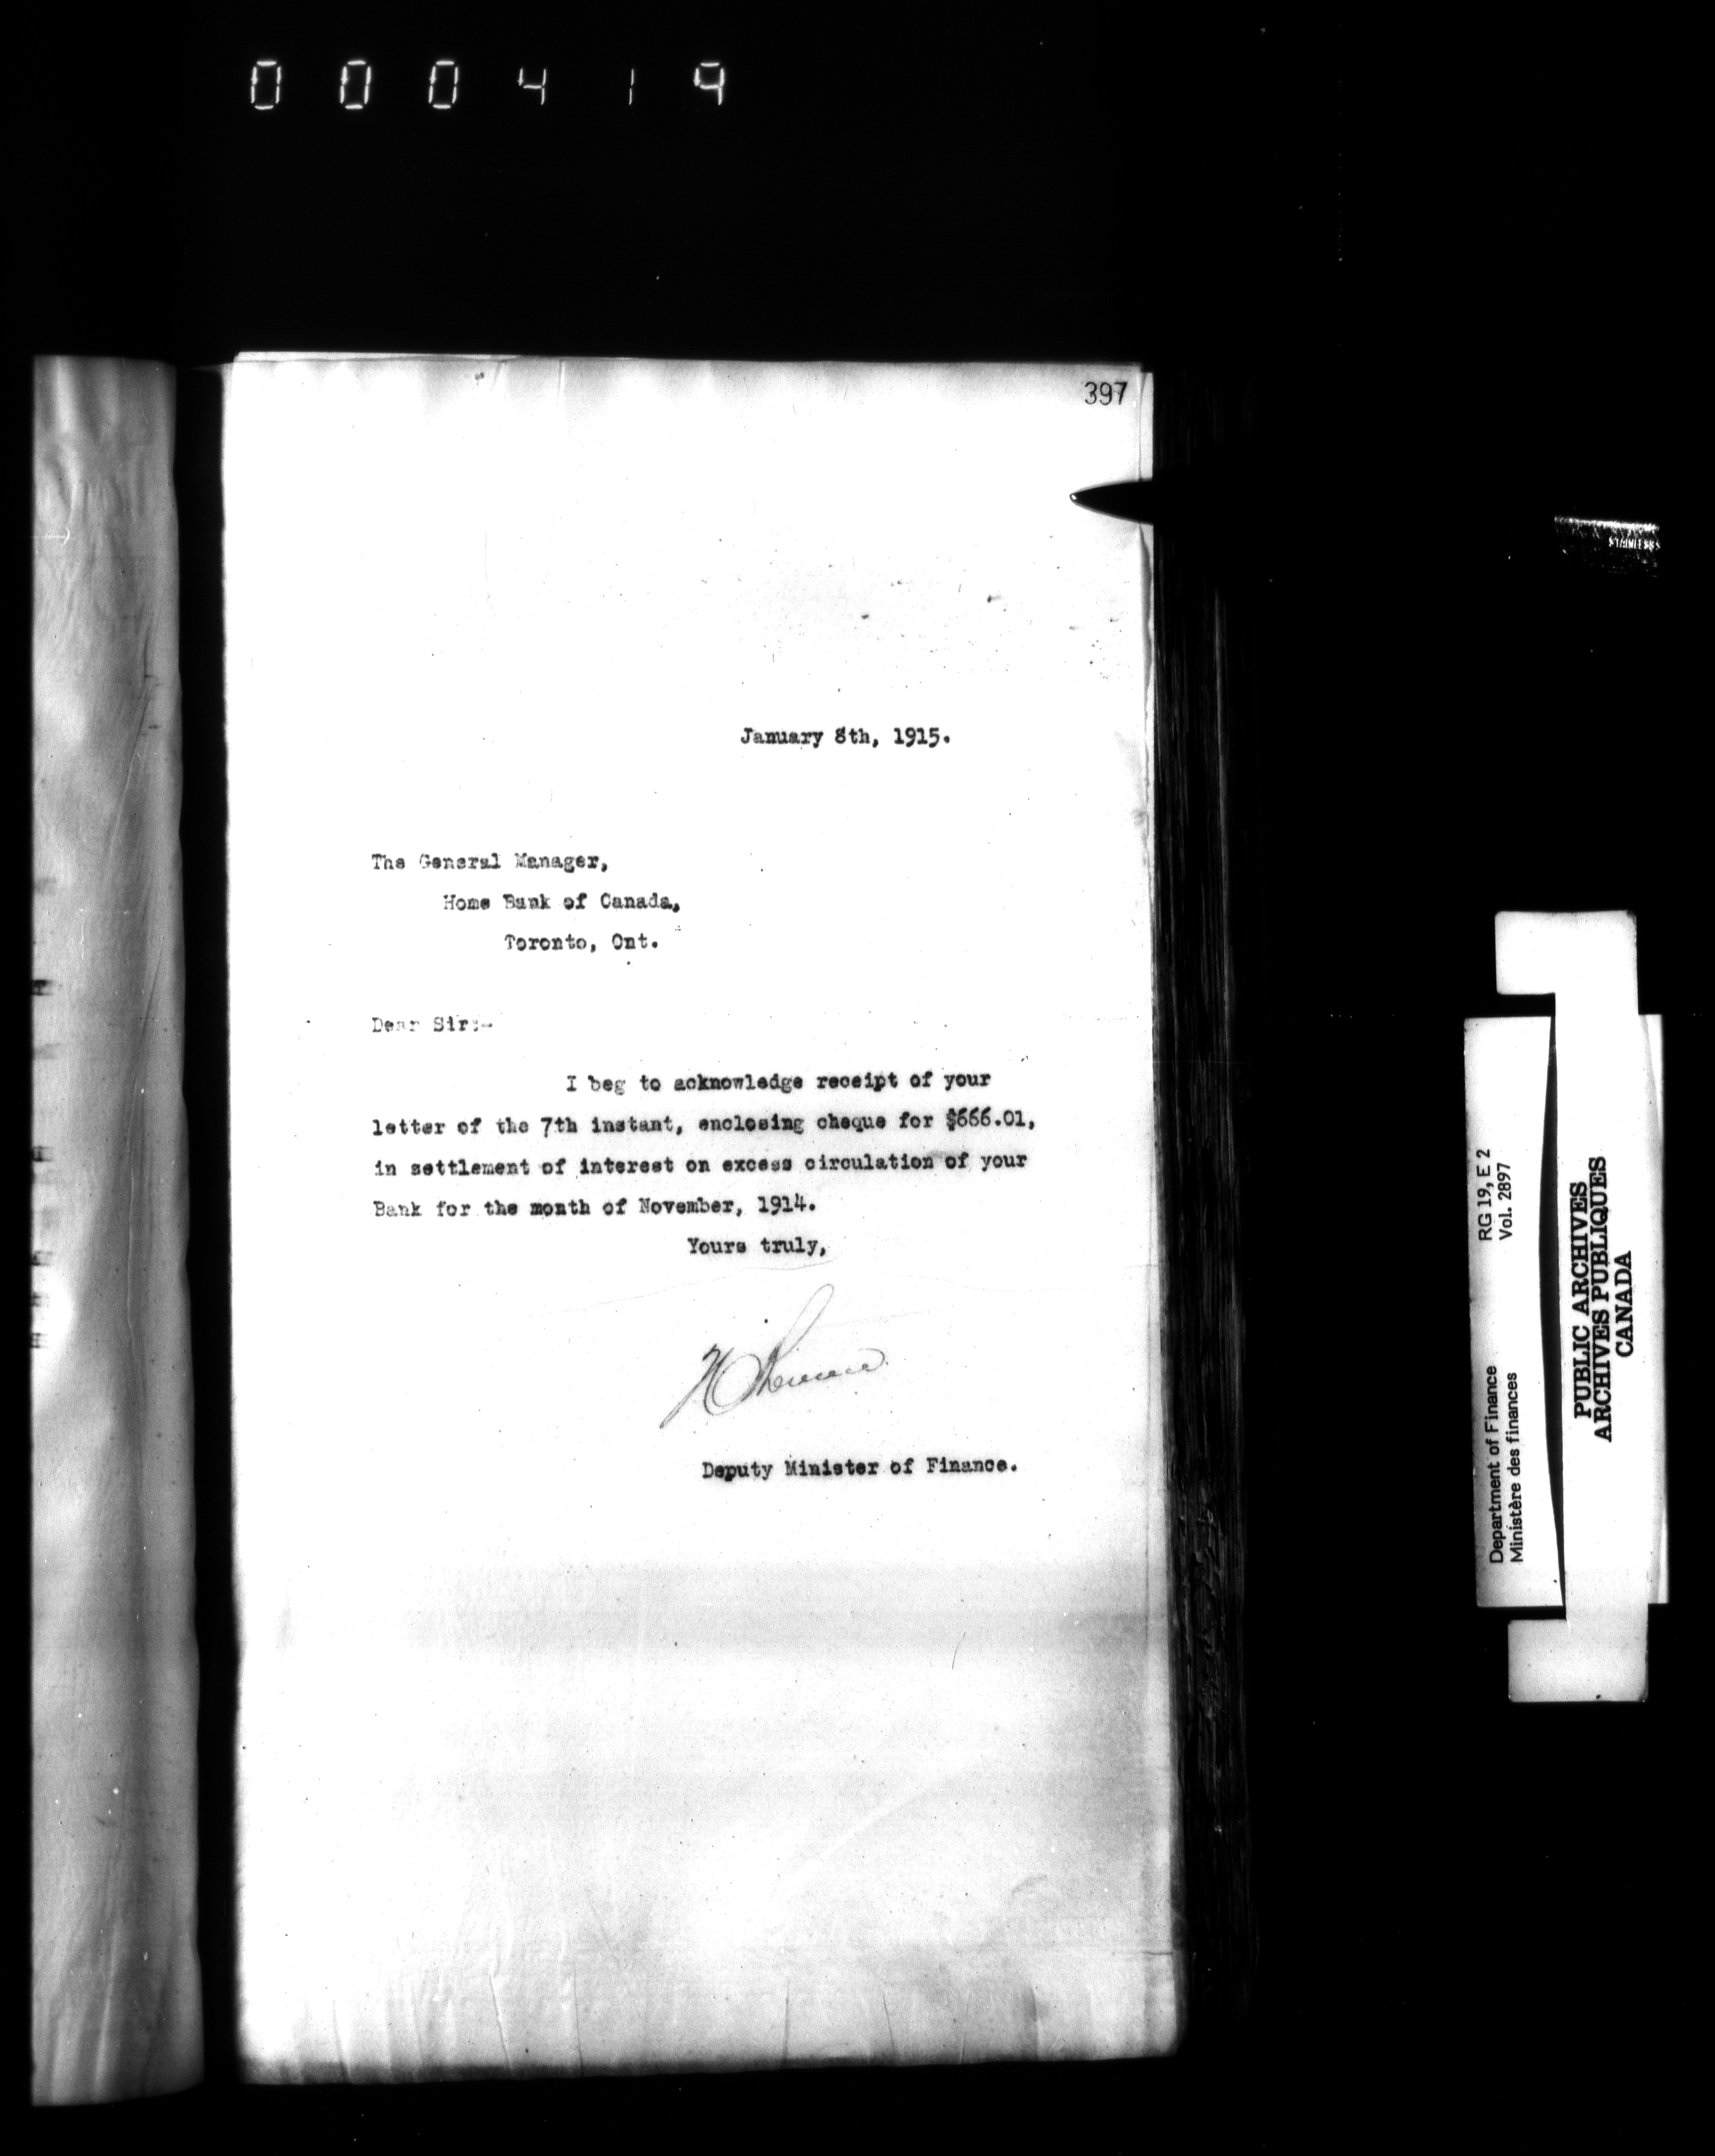 000419
397
January 8th, 1915.
The General Manager,
Home Bank of Canada,
Toronto, Ont.
Dear Sir:-
I beg to acknowledge receipt of your
letter of the 7th instant, enclosing cheque for $666.01,
in settlement of interest on excess circulation of your
Bank for the month of November, 1914.
Yours truly,
Deputy Minister of Finance.
STAINLESS
Department of Finance RG 19, E 2
Ministère des finances Vol. 2897
PUBLIC ARCHIVES
ARCHIVES PUBLIQUES
CANADA